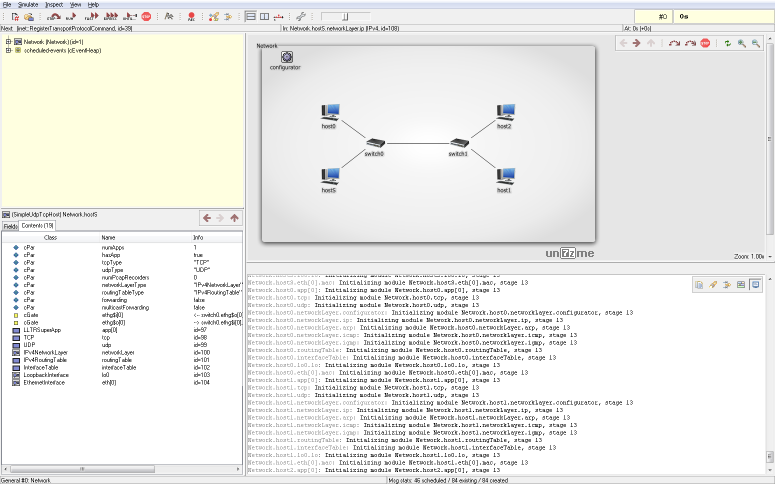 File Simulate Inspect View Help
#0 0s
Next: (inet::RegisterTransportProtocolCommand, id=39) In: Network.host5.networkLayer.ip (IPv4, id=108) At: 0s (+0s)
Network (Network) (id=1)
scheduled-events (cEventHeap)
Network
configurator
host0
host2
switch0
switch1
host5
host1
Zoom: 1.00x
(SimpleUdpTcpHost) Network.host5
Fields Contents (19)
Class Name Info
cPar numApps 1
cPar hasApp true
cPar tcpType "TCP"
cPar udpType "UDP"
cPar numPcapRecorders 0
cPar networkLayerType "IPv4NetworkLayer"
cPar routingTableType "IPv4RoutingTable"
cPar forwarding false
cPar multicastForwarding false
cGate ethg$i[0] <-- switch0.ethg$o[0]
cGate ethg$o[0] --> switch0.ethg$i[0],
app[0] id=97
TCP tcp id=98
UDP udp id=99
IPv4NetworkLayer networkLayer id=100
IPv4RoutingTable routingTable id=101
InterfaceTable interfaceTable id=102
LoopbackInterface lo0 id=103
EthernetInterface eth[0] id=104
Network.host0.eth[0].mac: Initializing module Network.host0.eth[0].mac, stage 13
Network.host0.app[0]: Initializing module Network.host0.app[0], stage 13
Network.host0.tcp: Initializing module Network.host0.tcp, stage 13
Network.host0.udp: Initializing module Network.host0.udp, stage 13
Network.host0.networkLayer.configurator: Initializing module Network.host0.networkLayer.configurator, stage 13
Network.host0.networkLayer.ip: Initializing module Network.host0.networkLayer.ip, stage 13
Network.host0.networkLayer.arp: Initializing module Network.host0.networkLayer.arp, stage 13
Network.host0.networkLayer.icmp: Initializing module Network.host0.networkLayer.icmp, stage 13
Network.host0.networkLayer.igmp: Initializing module Network.host0.networkLayer.igmp, stage 13
Network.host0.routingTable: Initializing module Network.host0.routingTable, stage 13
Network.host0.interfaceTable: Initializing module Network.host0.interfaceTable, stage 13
Network.host0.lo0.lo: Initializing module Network.host0.lo0.lo, stage 13
Network.host0.eth[0].mac: Initializing module Network.host0.eth[0].mac, stage 13
Network.host1.app[0]: Initializing module Network.host1.app[0], stage 13
Network.host1.tcp: Initializing module Network.host1.tcp, stage 13
Network.host1.udp: Initializing module Network.host1.udp, stage 13
Network.host1.networkLayer.configurator: Initializing module Network.host1.networkLayer.configurator, stage 13
Network.host1.networkLayer.ip: Initializing module Network.host1.networkLayer.ip, stage 13
Network.host1.networkLayer.arp: Initializing module Network.host1.networkLayer.arp, stage 13
Network.host1.networkLayer.icmp: Initializing module Network.host1.networkLayer.icmp, stage 13
Network.host1.networkLayer.igmp: Initializing module Network.host1.networkLayer.igmp, stage 13
Network.host1.routingTable: Initializing module Network.host1.routingTable, stage 13
Network.host1.interfaceTable: Initializing module Network.host1.interfaceTable, stage 13
Network.host1.lo0.lo: Initializing module Network.host1.lo0.lo, stage 13
Network.host1.eth[0].mac: Initializing module Network.host1.eth[0].mac, stage 13
Network.host2.app[0]: Initializing module Network.host2.app[0], stage 13
General #0: Network Msg stats: 46 scheduled / 84 existing / 84 created